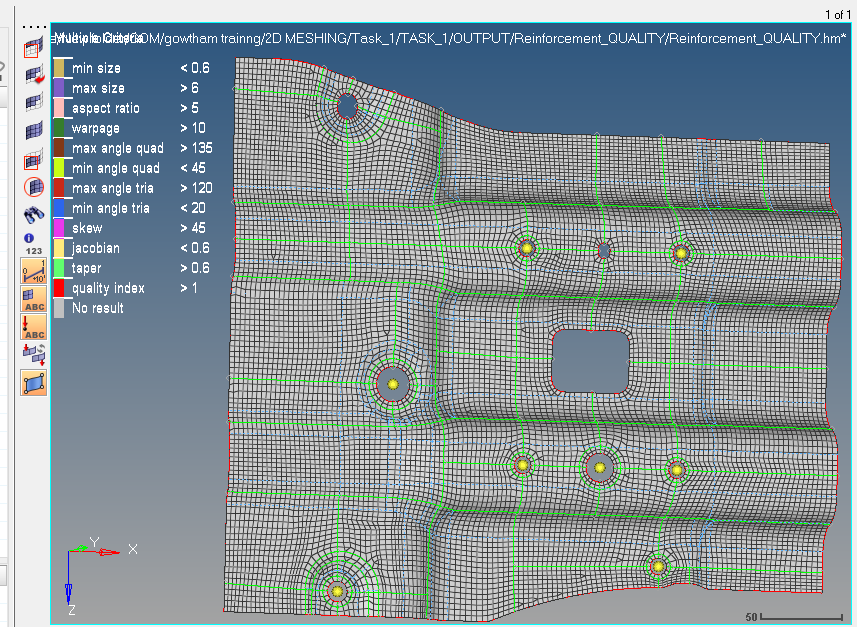 1 of 1
Multiple Criteria
COM/gowtham trainng/2D MESHING/Task_1/TASK_1/OUTPUT/Reinforcement_QUALITY/Reinforcement_QUALITY.hm*
min size < 0.6
max size > 6
aspect ratio > 5
warpage > 10
max angle quad > 135
min angle quad < 45
max angle tria > 120
min angle tria < 20
skew > 45
jacobian < 0.6
taper > 0.6
quality index > 1
No result
123
ABC
ABC
Y
X
Z
50